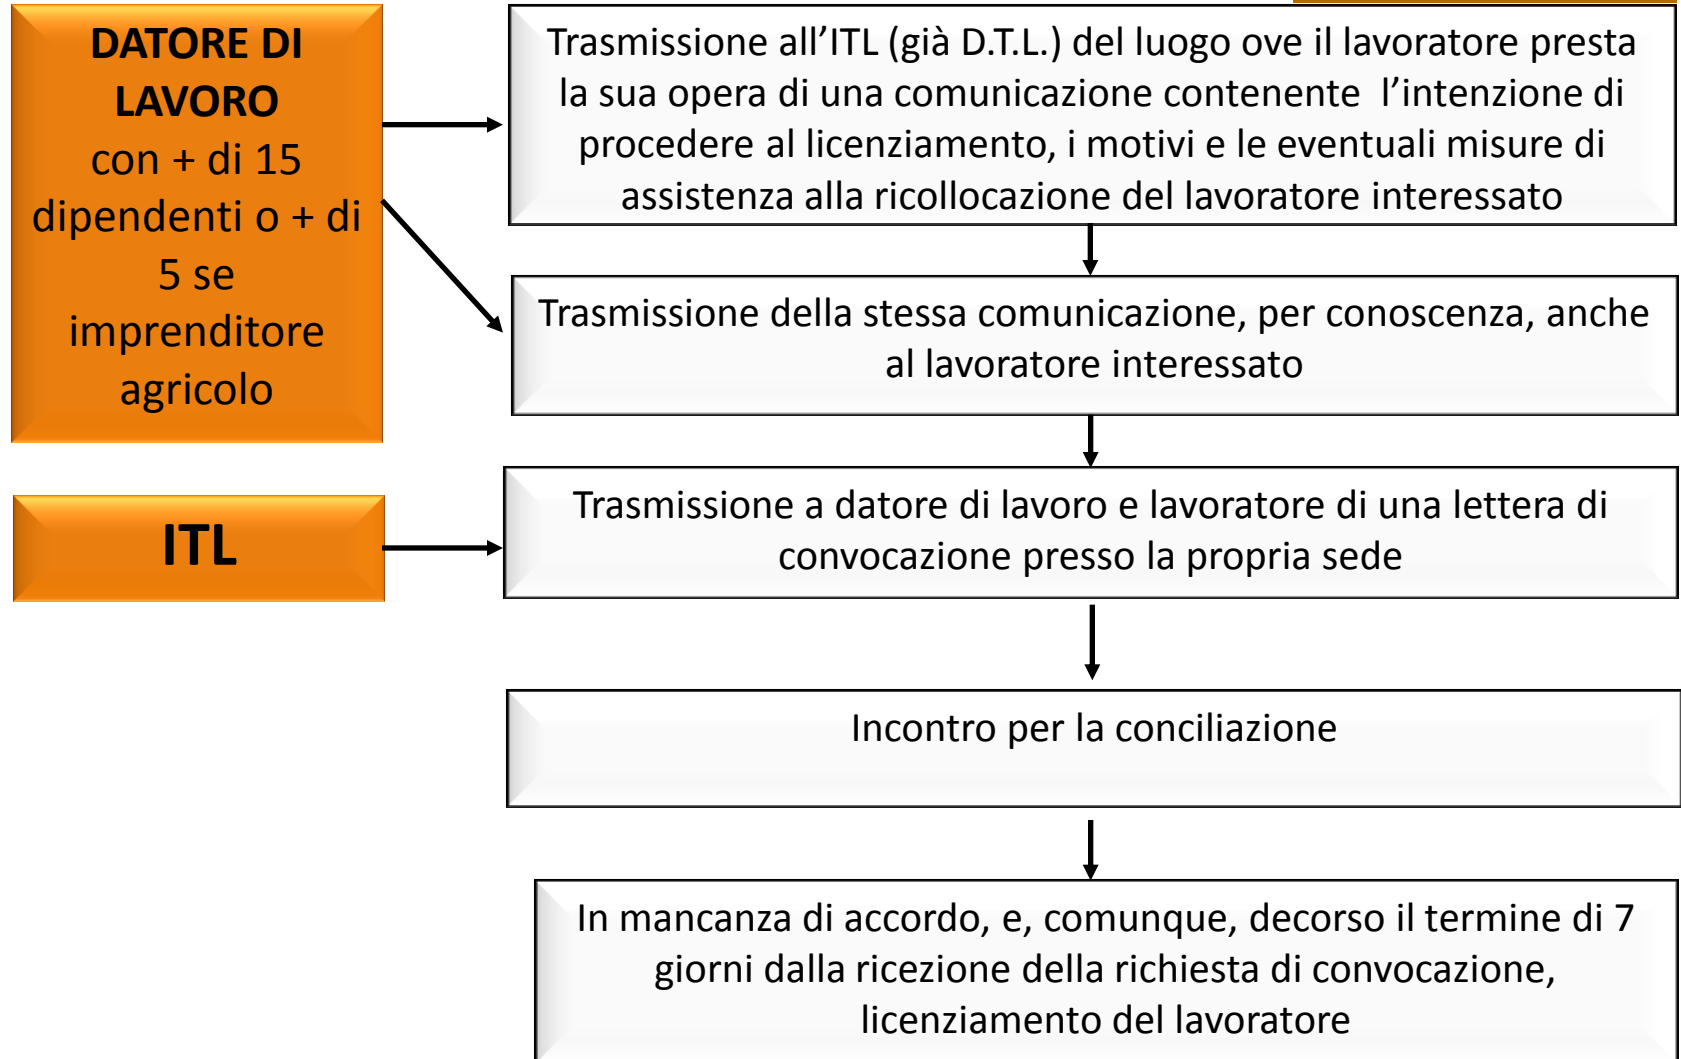 DATORE DI
LAVORO
con + di 15
dipendenti o + di
5 se
imprenditore
agricolo
Trasmissione all’ITL (già D.T.L.) del luogo ove il lavoratore presta
la sua opera di una comunicazione contenente l’intenzione di
procedere al licenziamento, i motivi e le eventuali misure di
assistenza alla ricollocazione del lavoratore interessato
Trasmissione della stessa comunicazione, per conoscenza, anche
al lavoratore interessato
ITL
Trasmissione a datore di lavoro e lavoratore di una lettera di
convocazione presso la propria sede
Incontro per la conciliazione
In mancanza di accordo, e, comunque, decorso il termine di 7
giorni dalla ricezione della richiesta di convocazione,
licenziamento del lavoratore